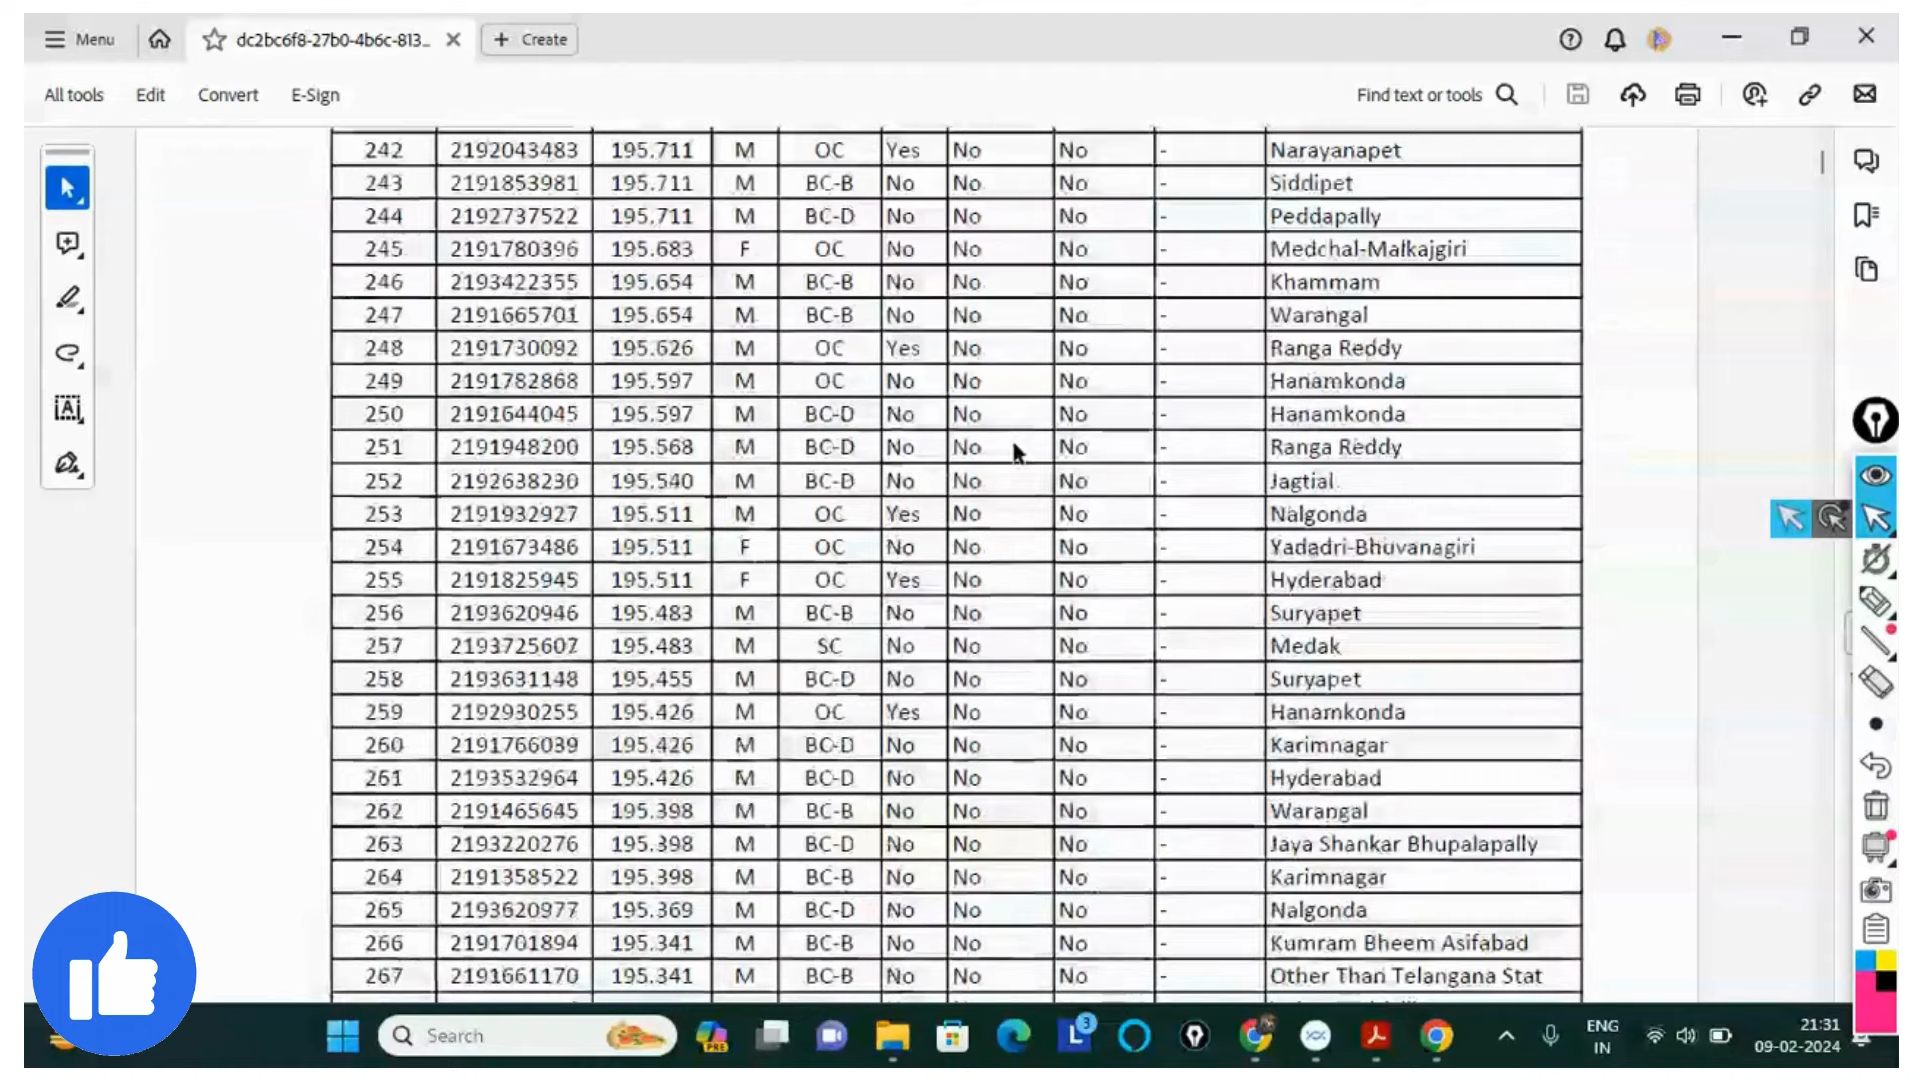 Menu dc2bc6f8-27b0-4b6c-813... Create
All tools Edit Convert E-Sign Find text or tools
242 2192043483 195.711 M OC Yes No No - Narayanapet
243 2191853981 195.711 M BC-B No No No - Siddipet
244 2192737522 195.711 M BC-D No No No - Peddapally
245 2191780396 195.683 F OC No No No - Medchal-Malkajgiri
246 2193422355 195.654 M BC-B No No No - Khammam
247 2191665701 195.654 M BC-B No No No - Warangal
248 2191730092 195.626 M OC Yes No No - Ranga Reddy
249 2191782868 195.597 M OC No No No - Hanamkonda
250 2191644045 195.597 M BC-D No No No - Hanamkonda
251 2191948200 195.568 M BC-D No No No - Ranga Reddy
252 2192638230 195.540 M BC-D No No No - Jagtial
253 2191932927 195.511 M OC Yes No No - Nalgonda
254 2191673486 195.511 F OC No No No - Yadadri-Bhuvanagiri
255 2191825945 195.511 F OC Yes No No - Hyderabad
256 2193620946 195.483 M BC-B No No No - Suryapet
257 2193725607 195.483 M SC No No No - Medak
258 2193631148 195.455 M BC-D No No No - Suryapet
259 2192930255 195.426 M OC Yes No No - Hanamkonda
260 2191766039 195.426 M BC-D No No No - Karimnagar
261 2193532964 195.426 M BC-D No No No - Hyderabad
262 2191465645 195.398 M BC-B No No No - Warangal
263 2193220276 195.398 M BC-D No No No - Jaya Shankar Bhupalapally
264 2191358522 195.398 M BC-B No No No - Karimnagar
265 2193620977 195.369 M BC-D No No No - Nalgonda
266 2191701894 195.341 M BC-B No No No - Kumram Bheem Asifabad
267 2191661170 195.341 M BC-B No No No - Other Than Telangana Stat
Search PRE L 3 ENG 21:31
IN 09-02-2024